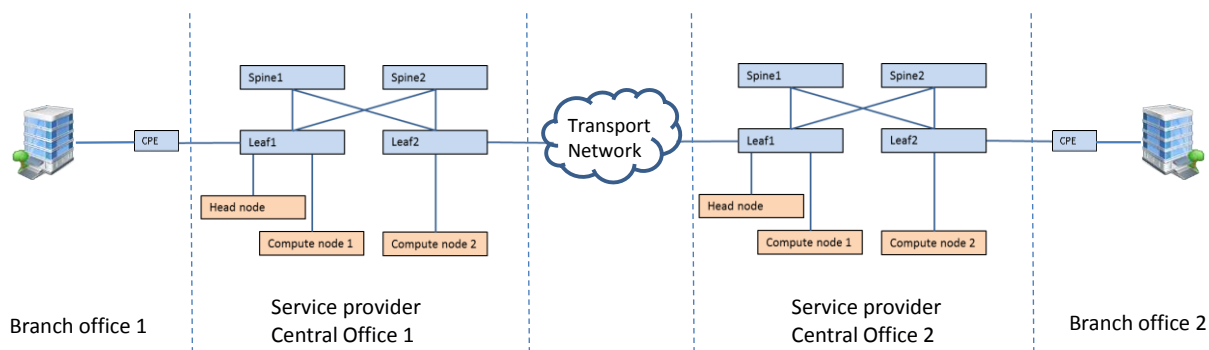 Spine1
Spine2
Spine1
Spine2
CPE
Leaf1
Leaf2
Transport
Network
Leaf1
Leaf2
CPE
Head node
Head node
Compute node 1
Compute node 2
Compute node 1
Compute node 2
Branch office 1
Service provider
Central Office 1
Service provider
Central Office 2
Branch office 2